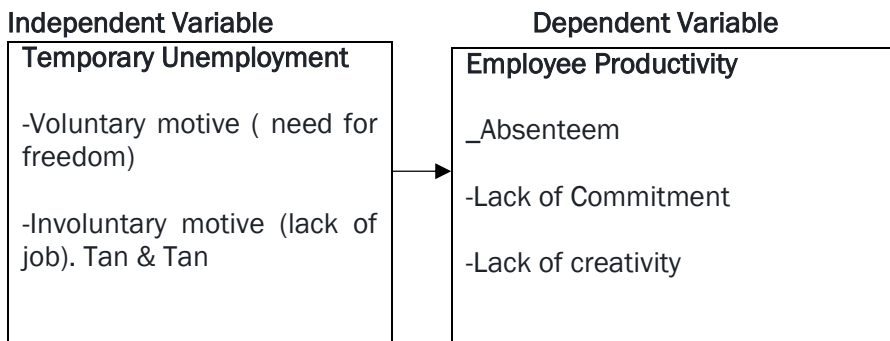 Independent Variable
Temporary Unemployment
-Voluntary motive ( need for
freedom)
-Involuntary motive (lack of
job). Tan & Tan
Dependent Variable
Employee Productivity
_Absenteem
-Lack of Commitment
-Lack of creativity